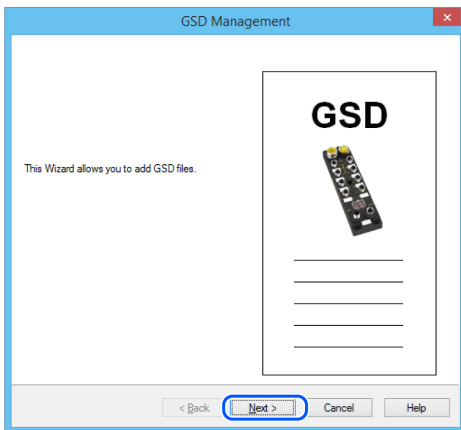 GSD Management
GSD
This Wizard allows you to add GSD files.
< Back
Next >
Cancel
Help